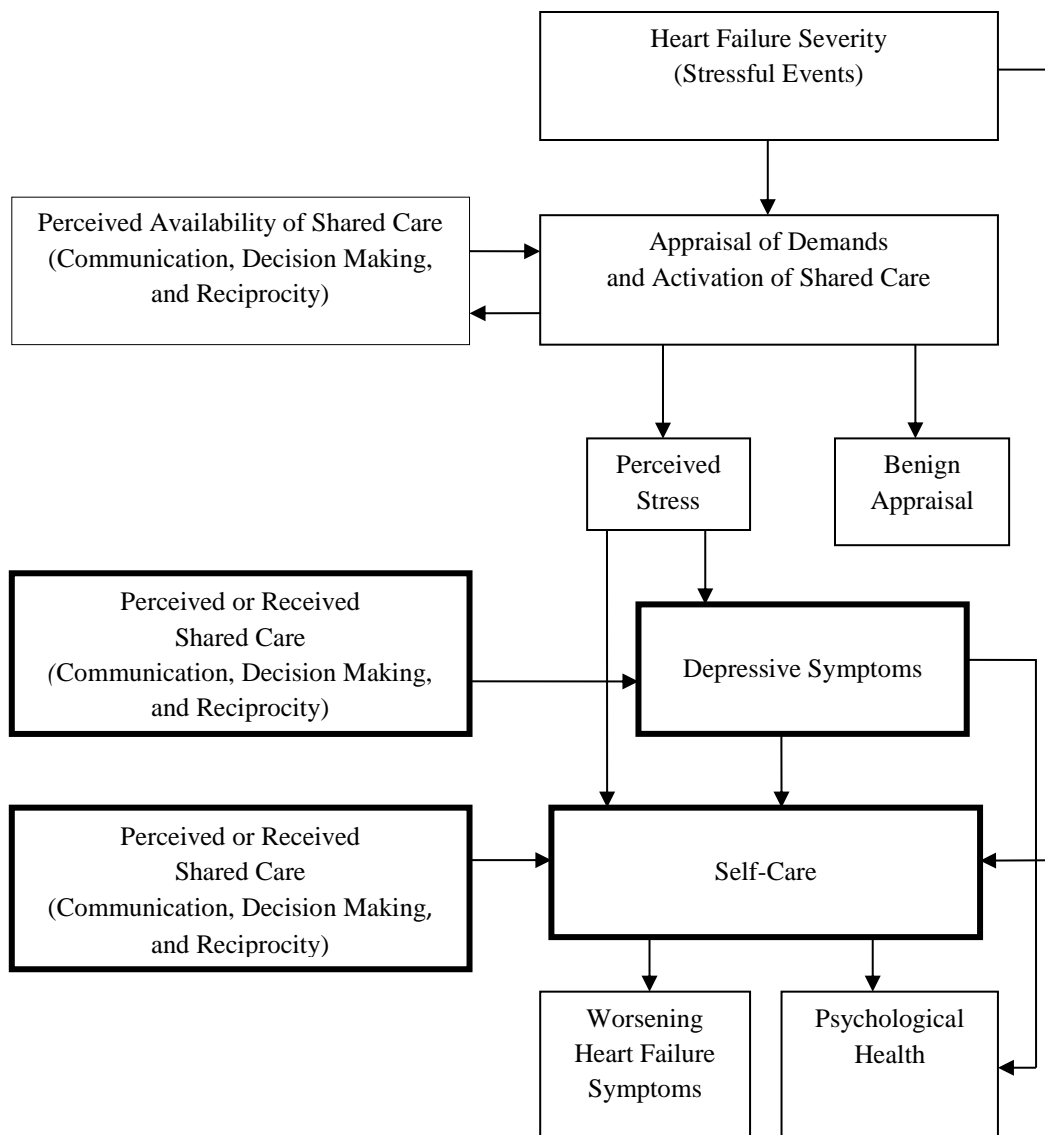 Heart Failure Severity
(Stressful Events)
Perceived Availability of Shared Care
(Communication, Decision Making,
and Reciprocity)
Appraisal of Demands
and Activation of Shared Care
Perceived
Stress
Benign
Appraisal
Perceived or Received
Shared Care
(Communication, Decision Making,
and Reciprocity)
Depressive Symptoms
Perceived or Received
Shared Care
(Communication, Decision Making,
and Reciprocity)
Self-Care
Worsening
Heart Failure
Symptoms
Psychological
Health